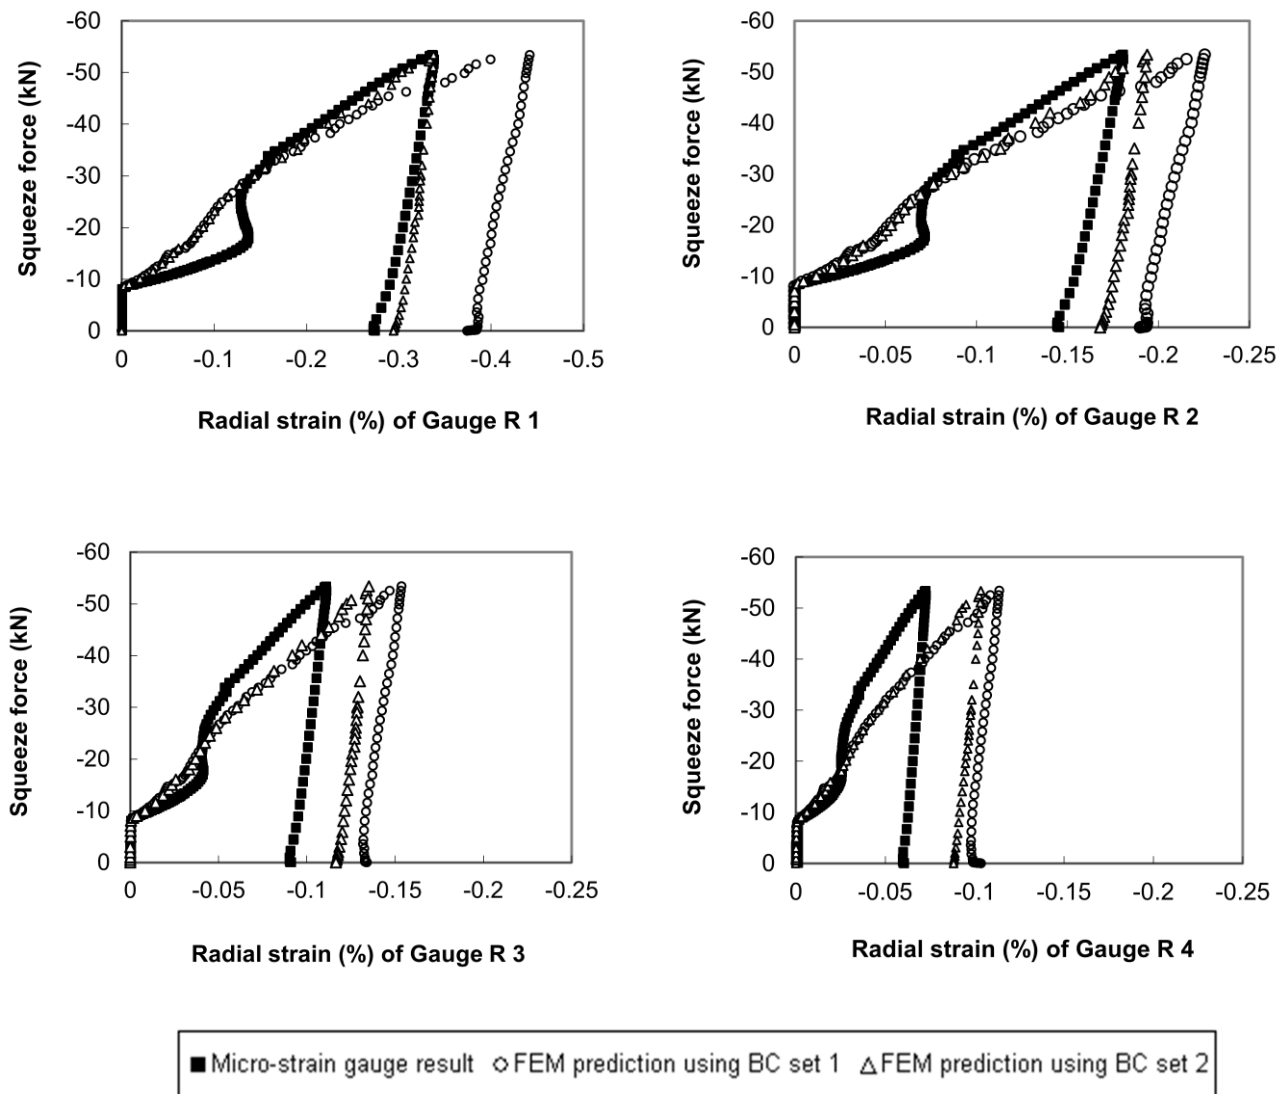 -60
-50
-40
-30
-20
-10
0
Squeeze force (kN)
0 -0.1 -0.2 -0.3 -0.4 -0.5
Radial strain (%) of Gauge R 1
-60
-50
-40
-30
-20
-10
0
Squeeze force (kN)
0 -0.05 -0.1 -0.15 -0.2 -0.25
Radial strain (%) of Gauge R 2
-60
-50
-40
-30
-20
-10
0
Squeeze force (kN)
0 -0.05 -0.1 -0.15 -0.2 -0.25
Radial strain (%) of Gauge R 3
-60
-50
-40
-30
-20
-10
0
Squeeze force (kN)
0 -0.05 -0.1 -0.15 -0.2 -0.25
Radial strain (%) of Gauge R 4
Micro-strain gauge result FEM prediction using BC set 1 FEM prediction using BC set 2